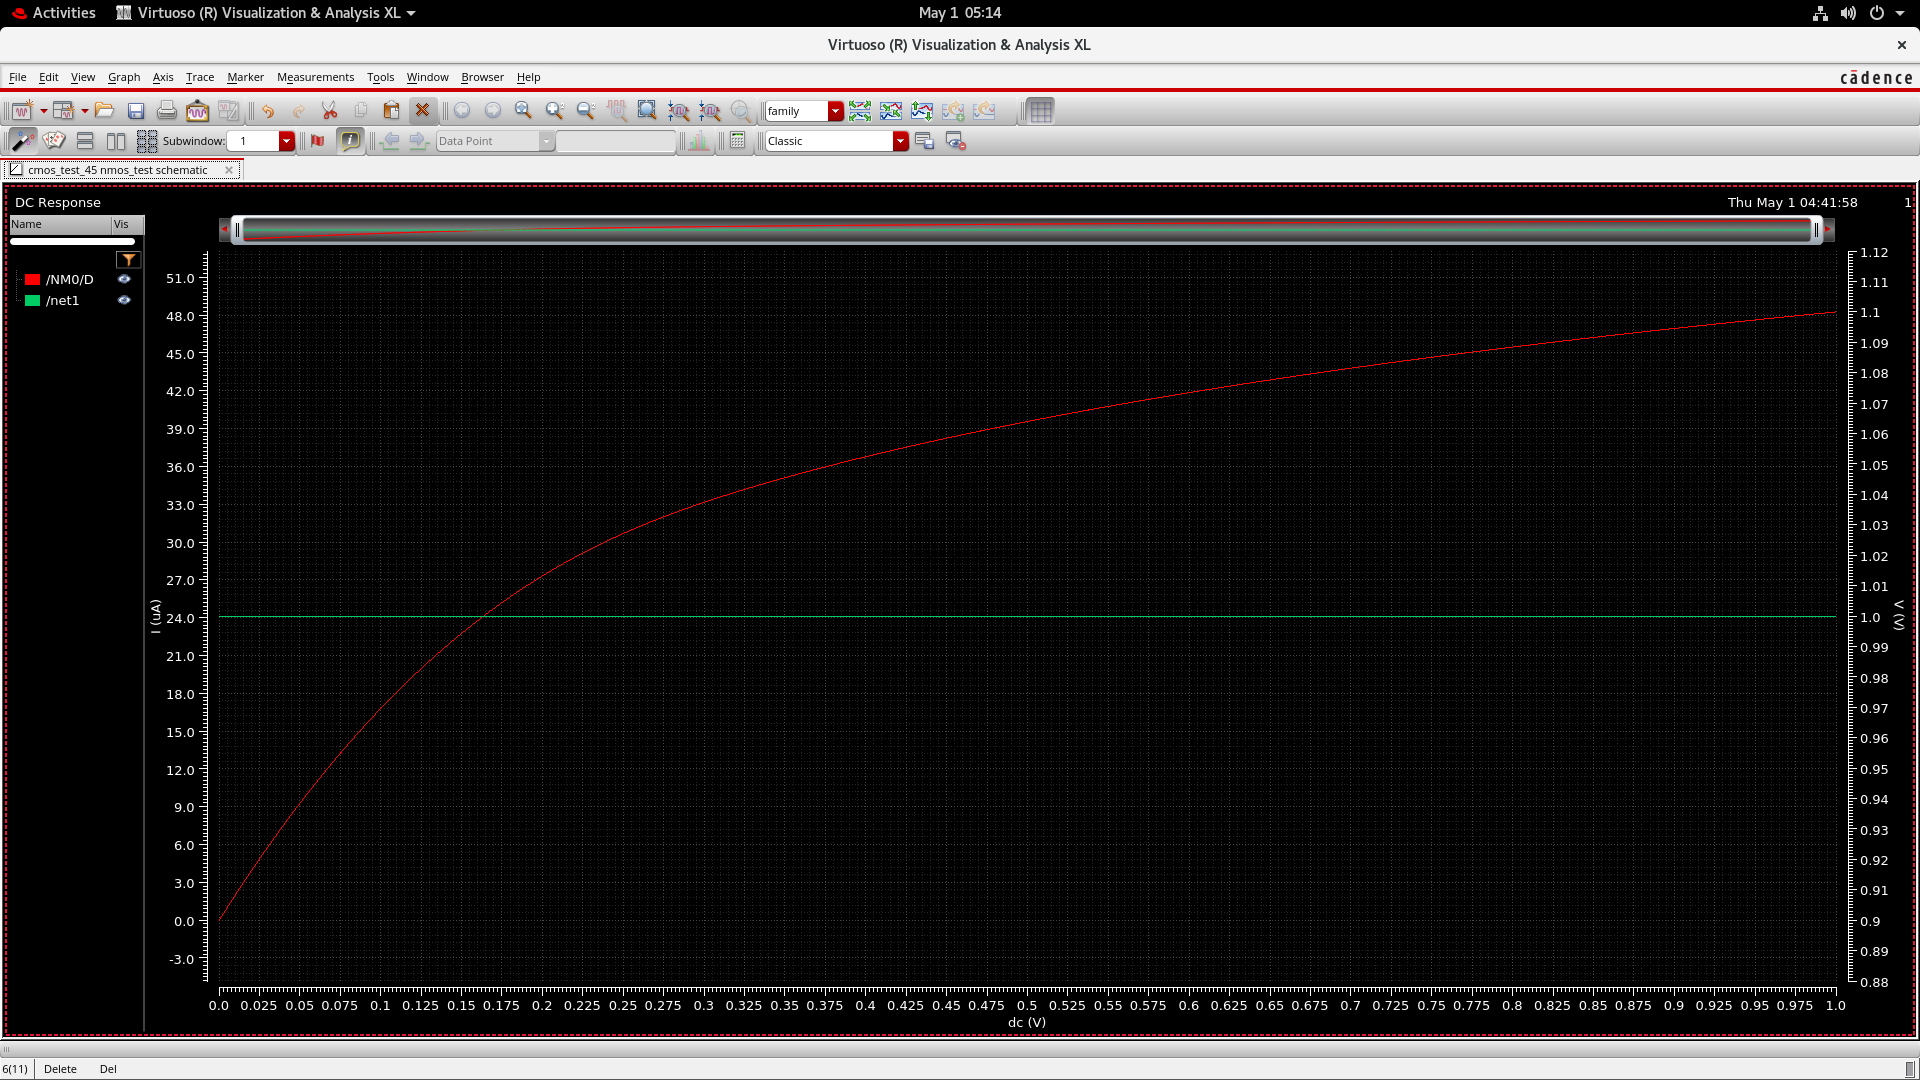 Activities Virtuoso (R) Visualization & Analysis XL May 1 05:14
Virtuoso (R) Visualization & Analysis XL
File Edit View Graph Axis Trace Marker Measurements Tools Window Browser Help cādence
family
Subwindow: 1 Data Point Classic
cmos_test_45 nmos_test schematic
DC Response Thu May 1 04:41:58 1
Name Vis
/NM0/D
/net1
51.0
48.0
45.0
42.0
39.0
36.0
33.0
30.0
27.0
24.0
21.0
18.0
15.0
12.0
9.0
6.0
3.0
0.0
-3.0
I (uA)
1.12
1.11
1.1
1.09
1.08
1.07
1.06
1.05
1.04
1.03
1.02
1.01
1.0
0.99
0.98
0.97
0.96
0.95
0.94
0.93
0.92
0.91
0.9
0.89
0.88
V (V)
0.0 0.025 0.05 0.075 0.1 0.125 0.15 0.175 0.2 0.225 0.25 0.275 0.3 0.325 0.35 0.375 0.4 0.425 0.45 0.475 0.5 0.525 0.55 0.575 0.6 0.625 0.65 0.675 0.7 0.725 0.75 0.775 0.8 0.825 0.85 0.875 0.9 0.925 0.95 0.975 1.0
dc (V)
6(11) Delete Del